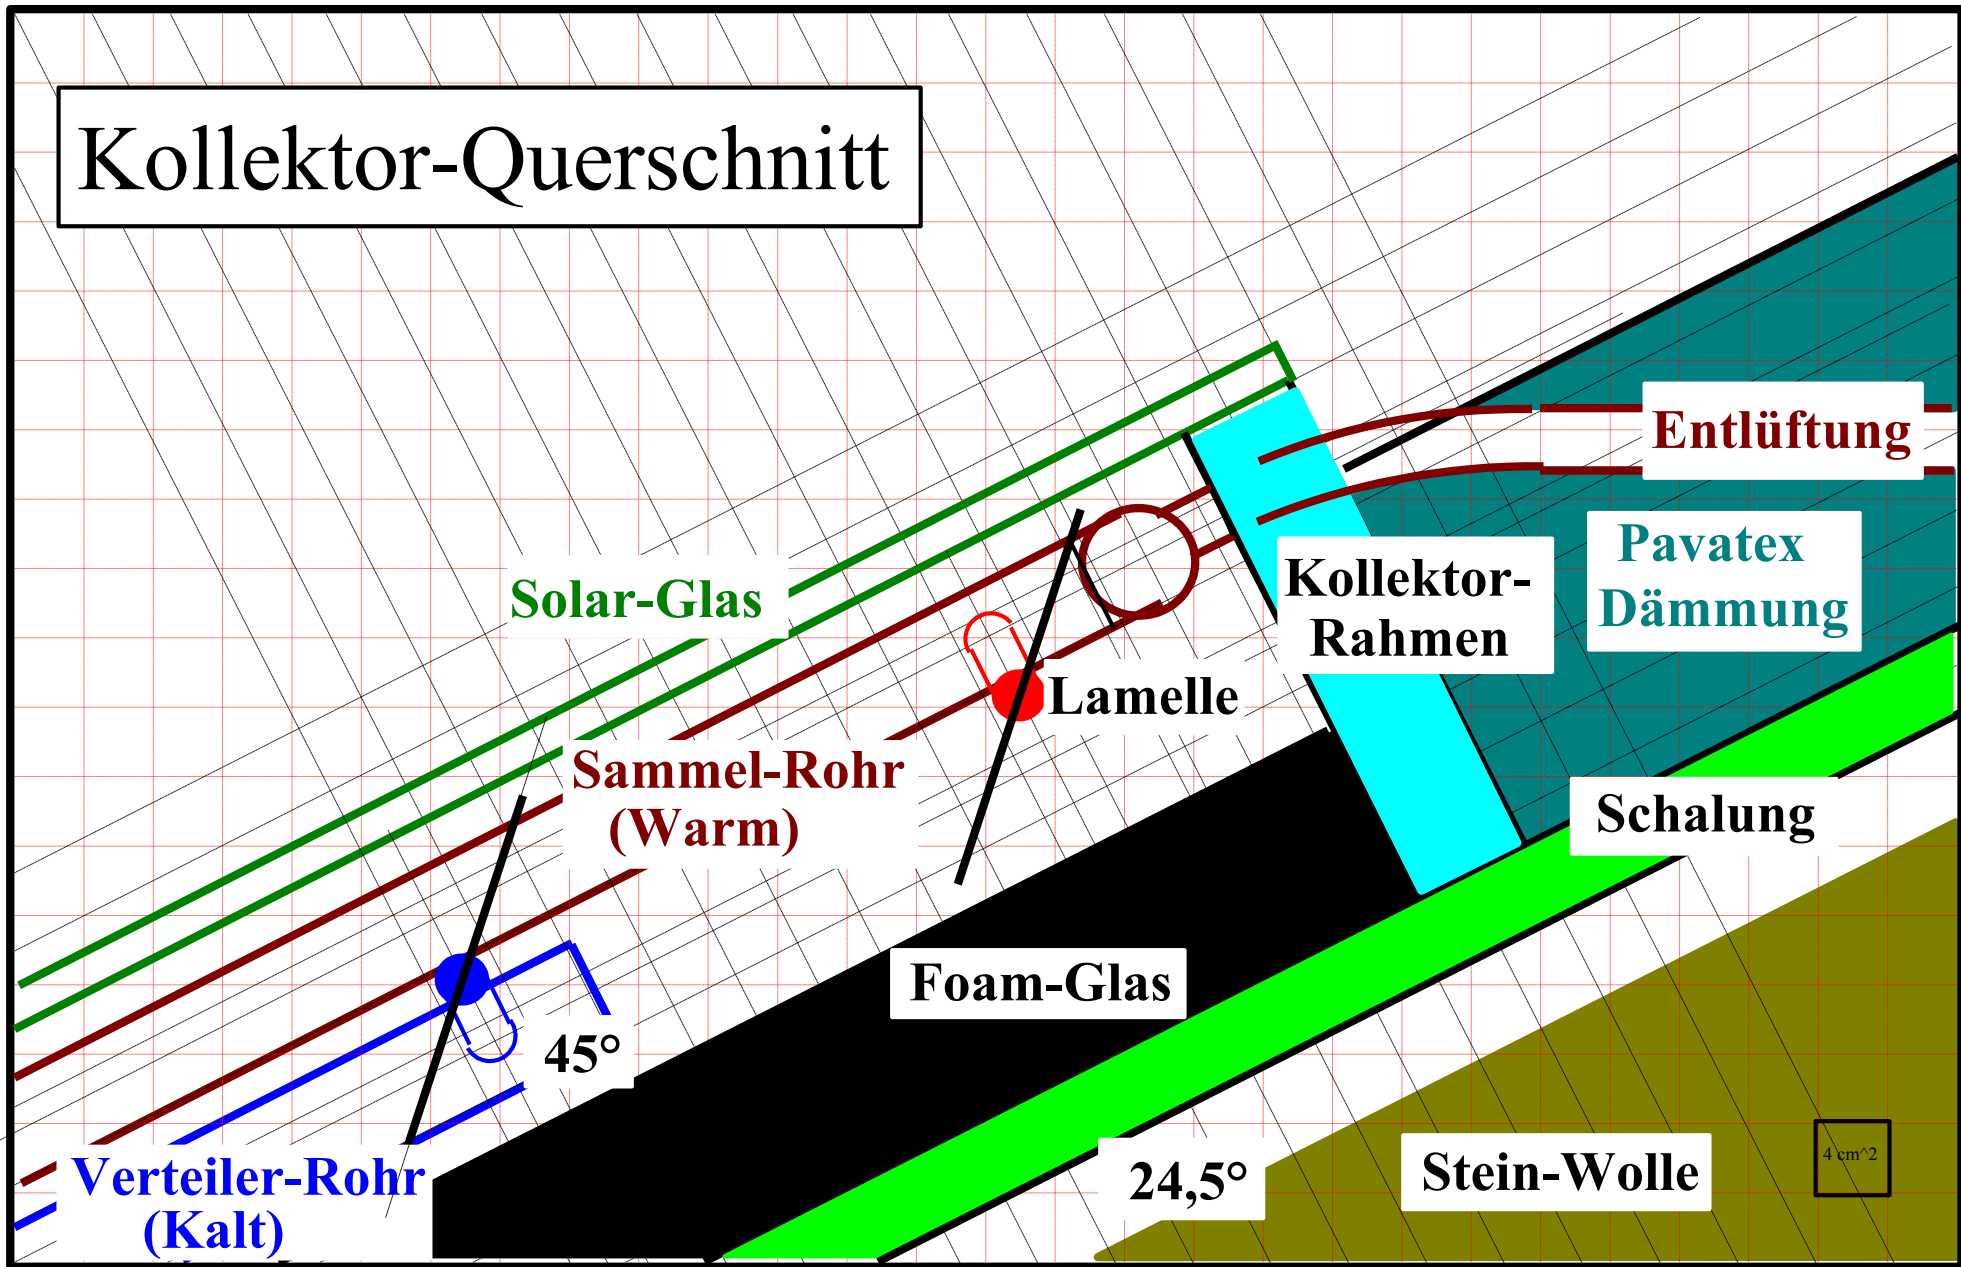 Kollektor-Querschnitt
Entlüftung
Pavatex
Dämmung
Kollektor-
Rahmen
Solar-Glas
Lamelle
Sammel-Rohr
(Warm)
Schalung
Foam-Glas
45°
Verteiler-Rohr
(Kalt)
24,5°
Stein-Wolle
4 cm^2